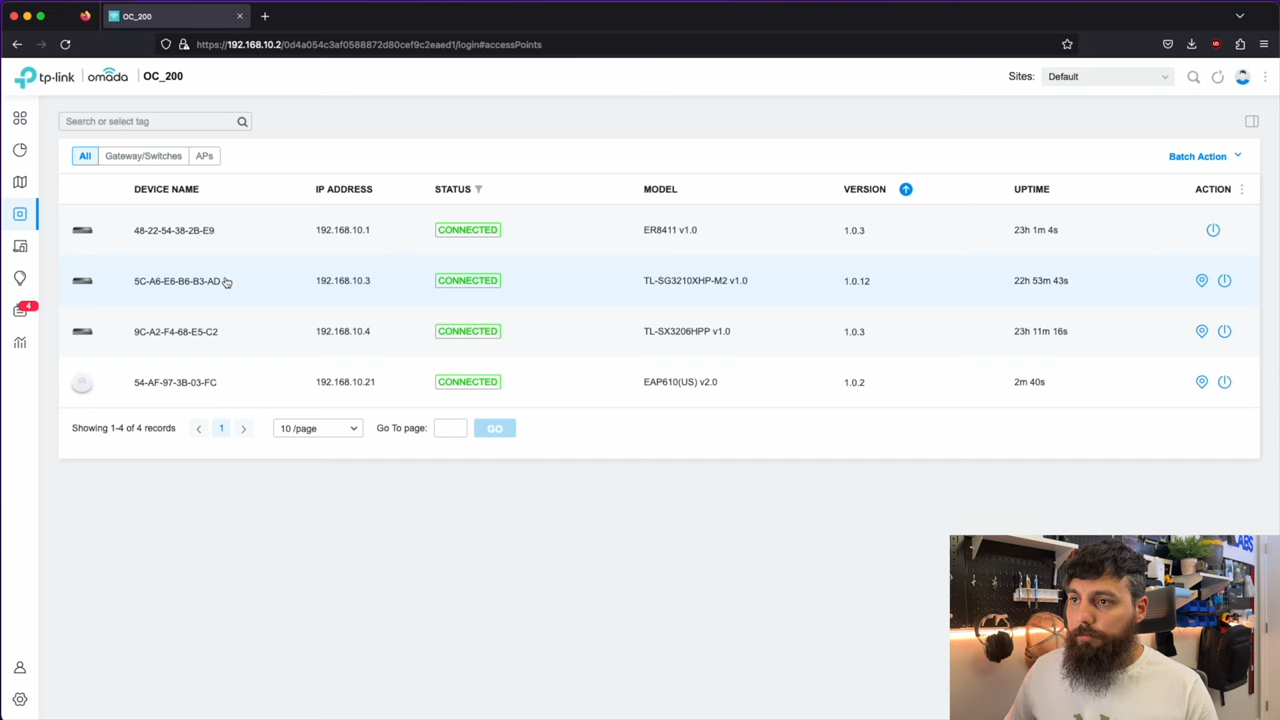 OC_200
https://192.168.10.2/0d4a054c3af0588872d80cef9c2eaed1/login#accessPoints
tp-link | omada | OC_200
Sites: Default
Search or select tag
All Gateway/Switches APs
Batch Action
DEVICE NAME IP ADDRESS STATUS MODEL VERSION UPTIME ACTION
48-22-54-38-2B-E9 192.168.10.1 CONNECTED ER8411 v1.0 1.0.3 23h 1m 4s
5C-A6-E6-B6-B3-AD 192.168.10.3 CONNECTED TL-SG3210XHP-M2 v1.0 1.0.12 22h 53m 43s
9C-A2-F4-68-E5-C2 192.168.10.4 CONNECTED TL-SX3206HPP v1.0 1.0.3 23h 11m 16s
54-AF-97-3B-03-FC 192.168.10.21 CONNECTED EAP610(US) v2.0 1.0.2 2m 40s
4
Showing 1-4 of 4 records < 1 > 10 /page Go To page: GO
ABS